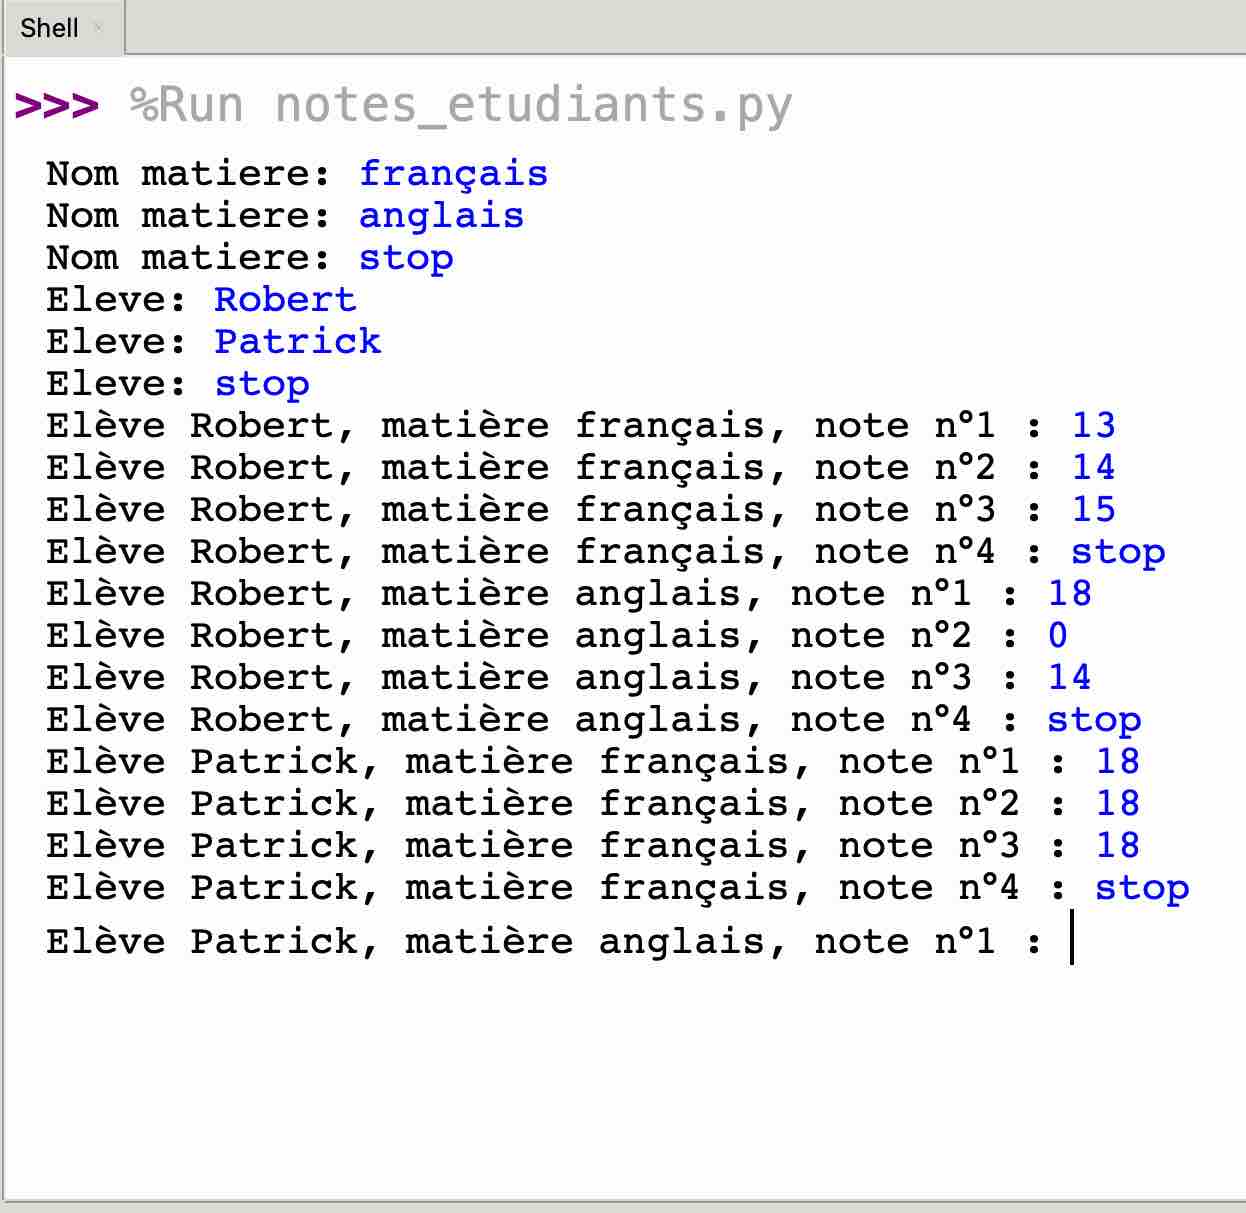 Shell
>>> %Run notes_etudiants.py
Nom matiere: français
Nom matiere: anglais
Nom matiere: stop
Eleve: Robert
Eleve: Patrick
Eleve: stop
Elève Robert, matière français, note n°1 : 13
Elève Robert, matière français, note n°2 : 14
Elève Robert, matière français, note n°3 : 15
Elève Robert, matière français, note n°4 : stop
Elève Robert, matière anglais, note n°1 : 18
Elève Robert, matière anglais, note n°2 : 0
Elève Robert, matière anglais, note n°3 : 14
Elève Robert, matière anglais, note n°4 : stop
Elève Patrick, matière français, note n°1 : 18
Elève Patrick, matière français, note n°2 : 18
Elève Patrick, matière français, note n°3 : 18
Elève Patrick, matière français, note n°4 : stop
Elève Patrick, matière anglais, note n°1 :